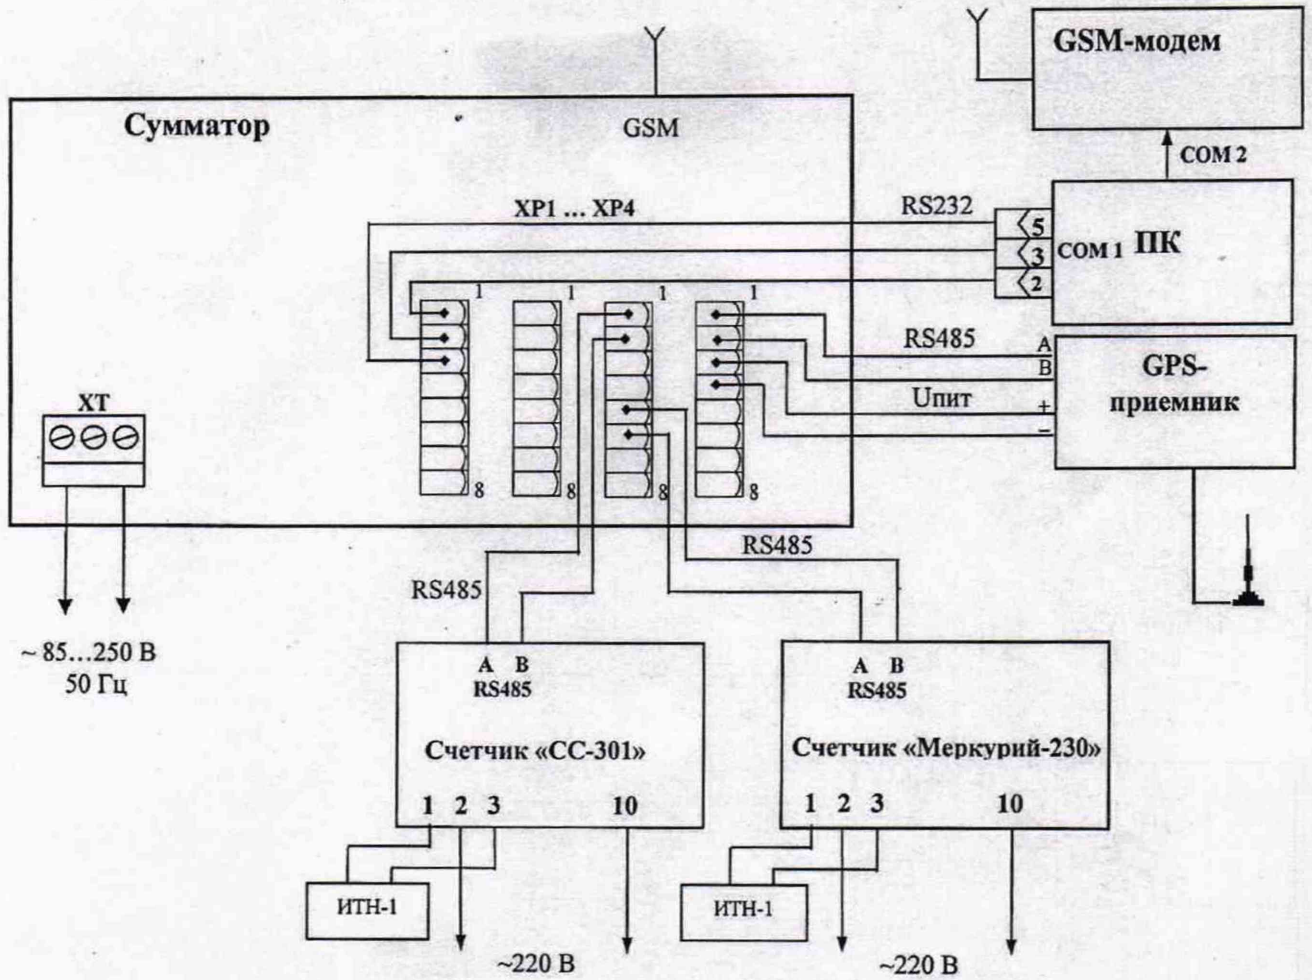 GSM-модем
Сумматор
GSM
COM 2
XP1 ... XP4
RS232
5
3
2
COM 1
ПК
1
1
1
1
RS485
A
B
GPS-
приемник
Uпит
+
−
XT
8
8
8
8
RS485
RS485
~ 85...250 В
50 Гц
A B
RS485
A B
RS485
Счетчик «СС-301»
Счетчик «Меркурий-230»
1 2 3 10
1 2 3 10
ИТН-1
ИТН-1
~220 В
~220 В